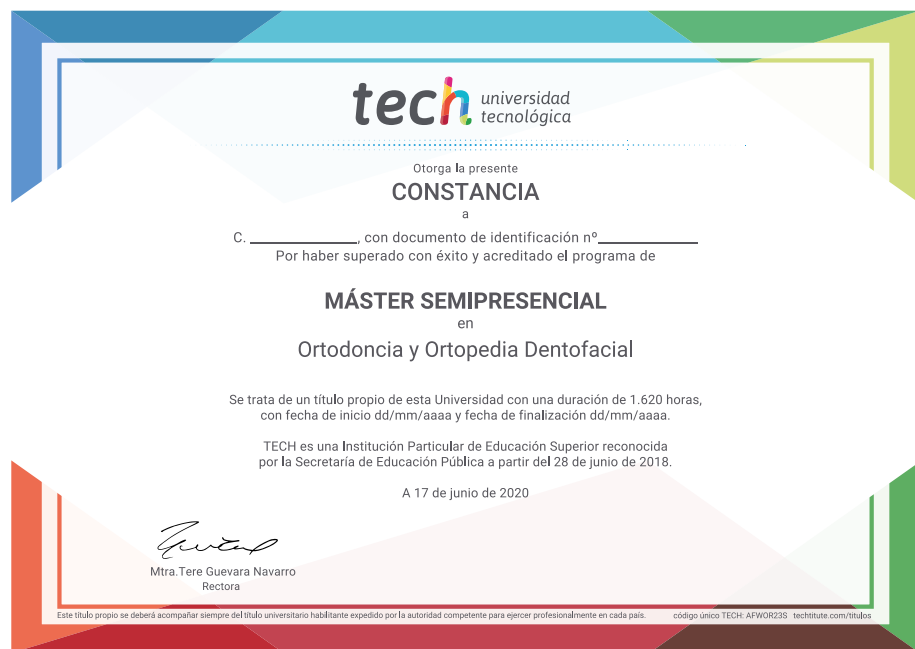 tech universidad
tecnológica
Otorga la presente
CONSTANCIA
a
C. ____________, con documento de identificación nº____________
Por haber superado con éxito y acreditado el programa de
MÁSTER SEMIPRESENCIAL
en
Ortodoncia y Ortopedia Dentofacial
Se trata de un título propio de esta Universidad con una duración de 1.620 horas,
con fecha de inicio dd/mm/aaaa y fecha de finalización dd/mm/aaaa.
TECH es una Institución Particular de Educación Superior reconocida
por la Secretaría de Educación Pública a partir del 28 de junio de 2018.
A 17 de junio de 2020
Mtra.Tere Guevara Navarro
Rectora
Este título propio se deberá acompañar siempre del título universitario habilitante expedido por la autoridad competente para ejercer profesionalmente en cada país. código único TECH: AFWOR23S techtitute.com/titulos